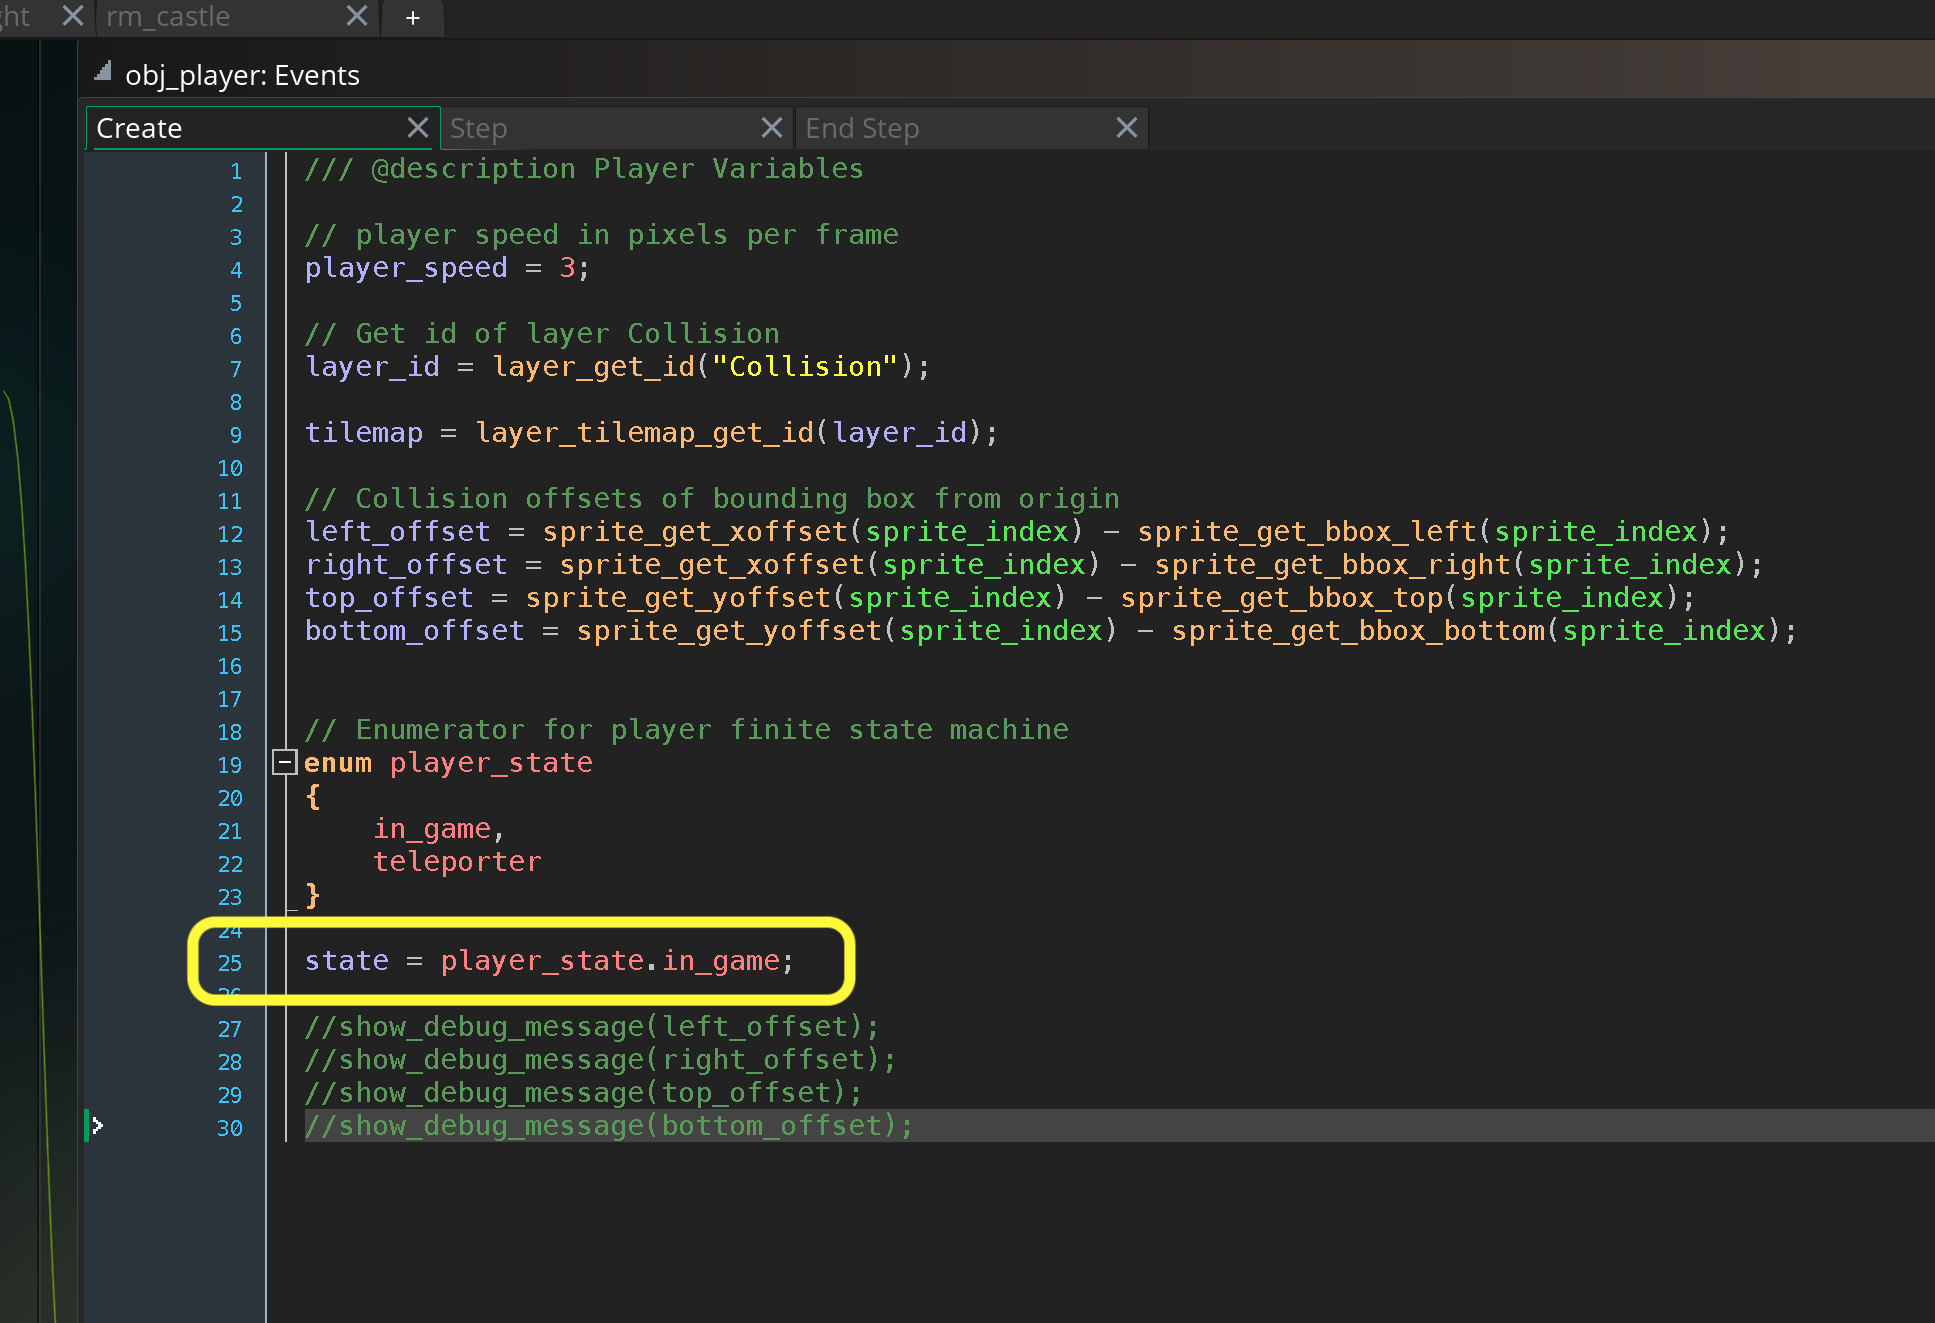 ht rm_castle +
obj_player: Events
Create Step End Step
1 /// @description Player Variables
2
3 // player speed in pixels per frame
4 player_speed = 3;
5
6 // Get id of layer Collision
7 layer_id = layer_get_id("Collision");
8
9 tilemap = layer_tilemap_get_id(layer_id);
10
11 // Collision offsets of bounding box from origin
12 left_offset = sprite_get_xoffset(sprite_index) - sprite_get_bbox_left(sprite_index);
13 right_offset = sprite_get_xoffset(sprite_index) - sprite_get_bbox_right(sprite_index);
14 top_offset = sprite_get_yoffset(sprite_index) - sprite_get_bbox_top(sprite_index);
15 bottom_offset = sprite_get_yoffset(sprite_index) - sprite_get_bbox_bottom(sprite_index);
16
17
18 // Enumerator for player finite state machine
19 enum player_state
20 {
21 in_game,
22 teleporter
23 }
24
25 state = player_state.in_game;
26
27 //show_debug_message(left_offset);
28 //show_debug_message(right_offset);
29 //show_debug_message(top_offset);
30 //show_debug_message(bottom_offset);